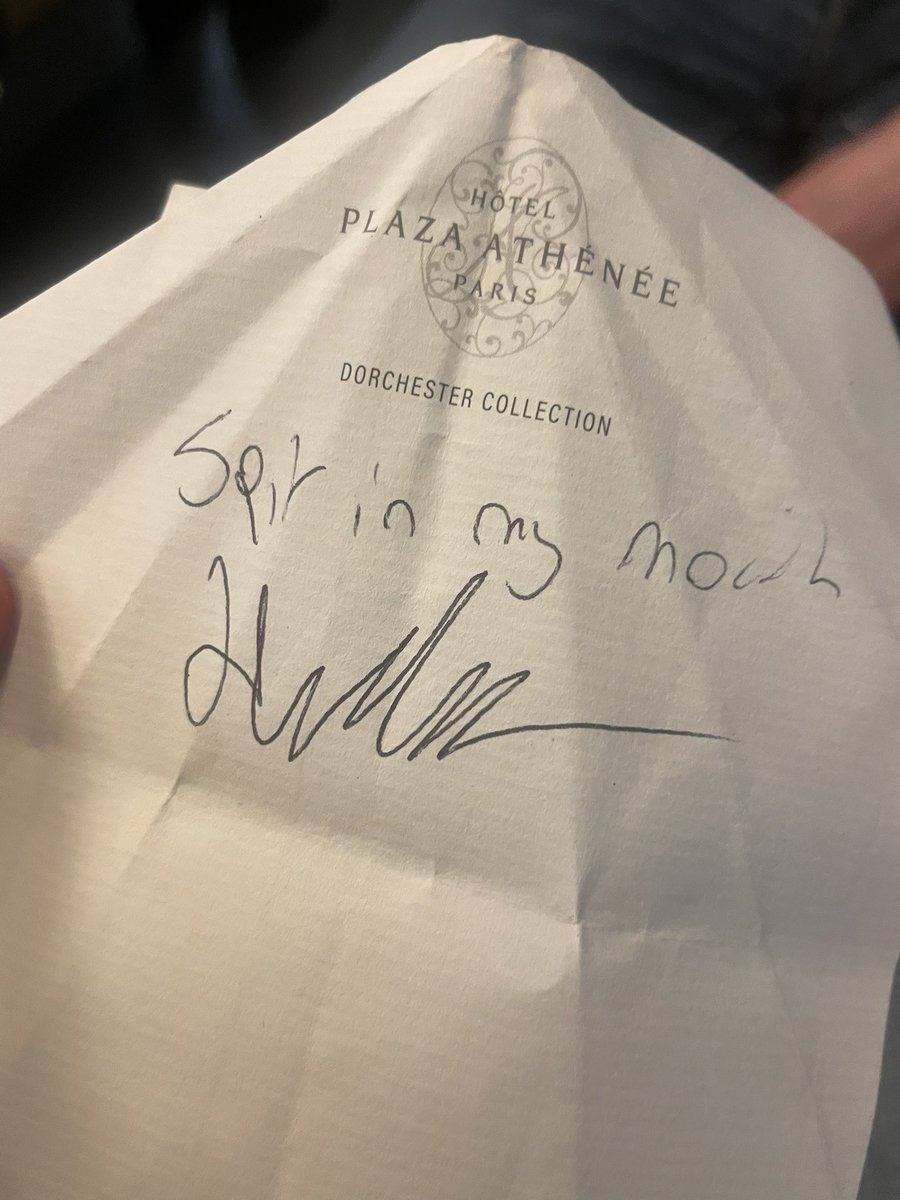 HÔTEL
PLAZA ATHÉNÉE
PARIS
DORCHESTER COLLECTION
Spit in my mouth